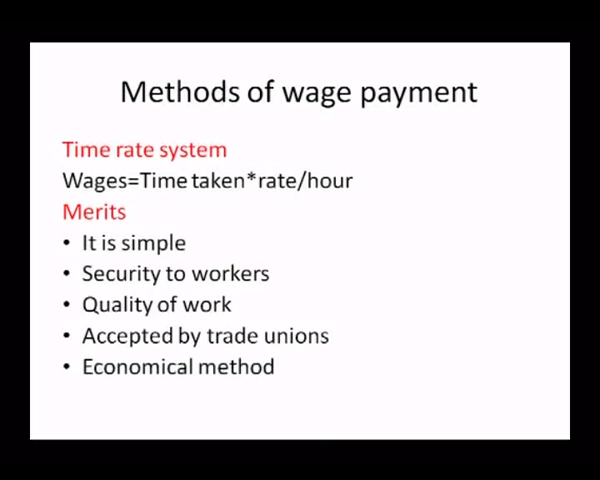 Methods of wage payment
Time rate system
Wages=Time taken*rate/hour
Merits
• It is simple
• Security to workers
• Quality of work
• Accepted by trade unions
• Economical method